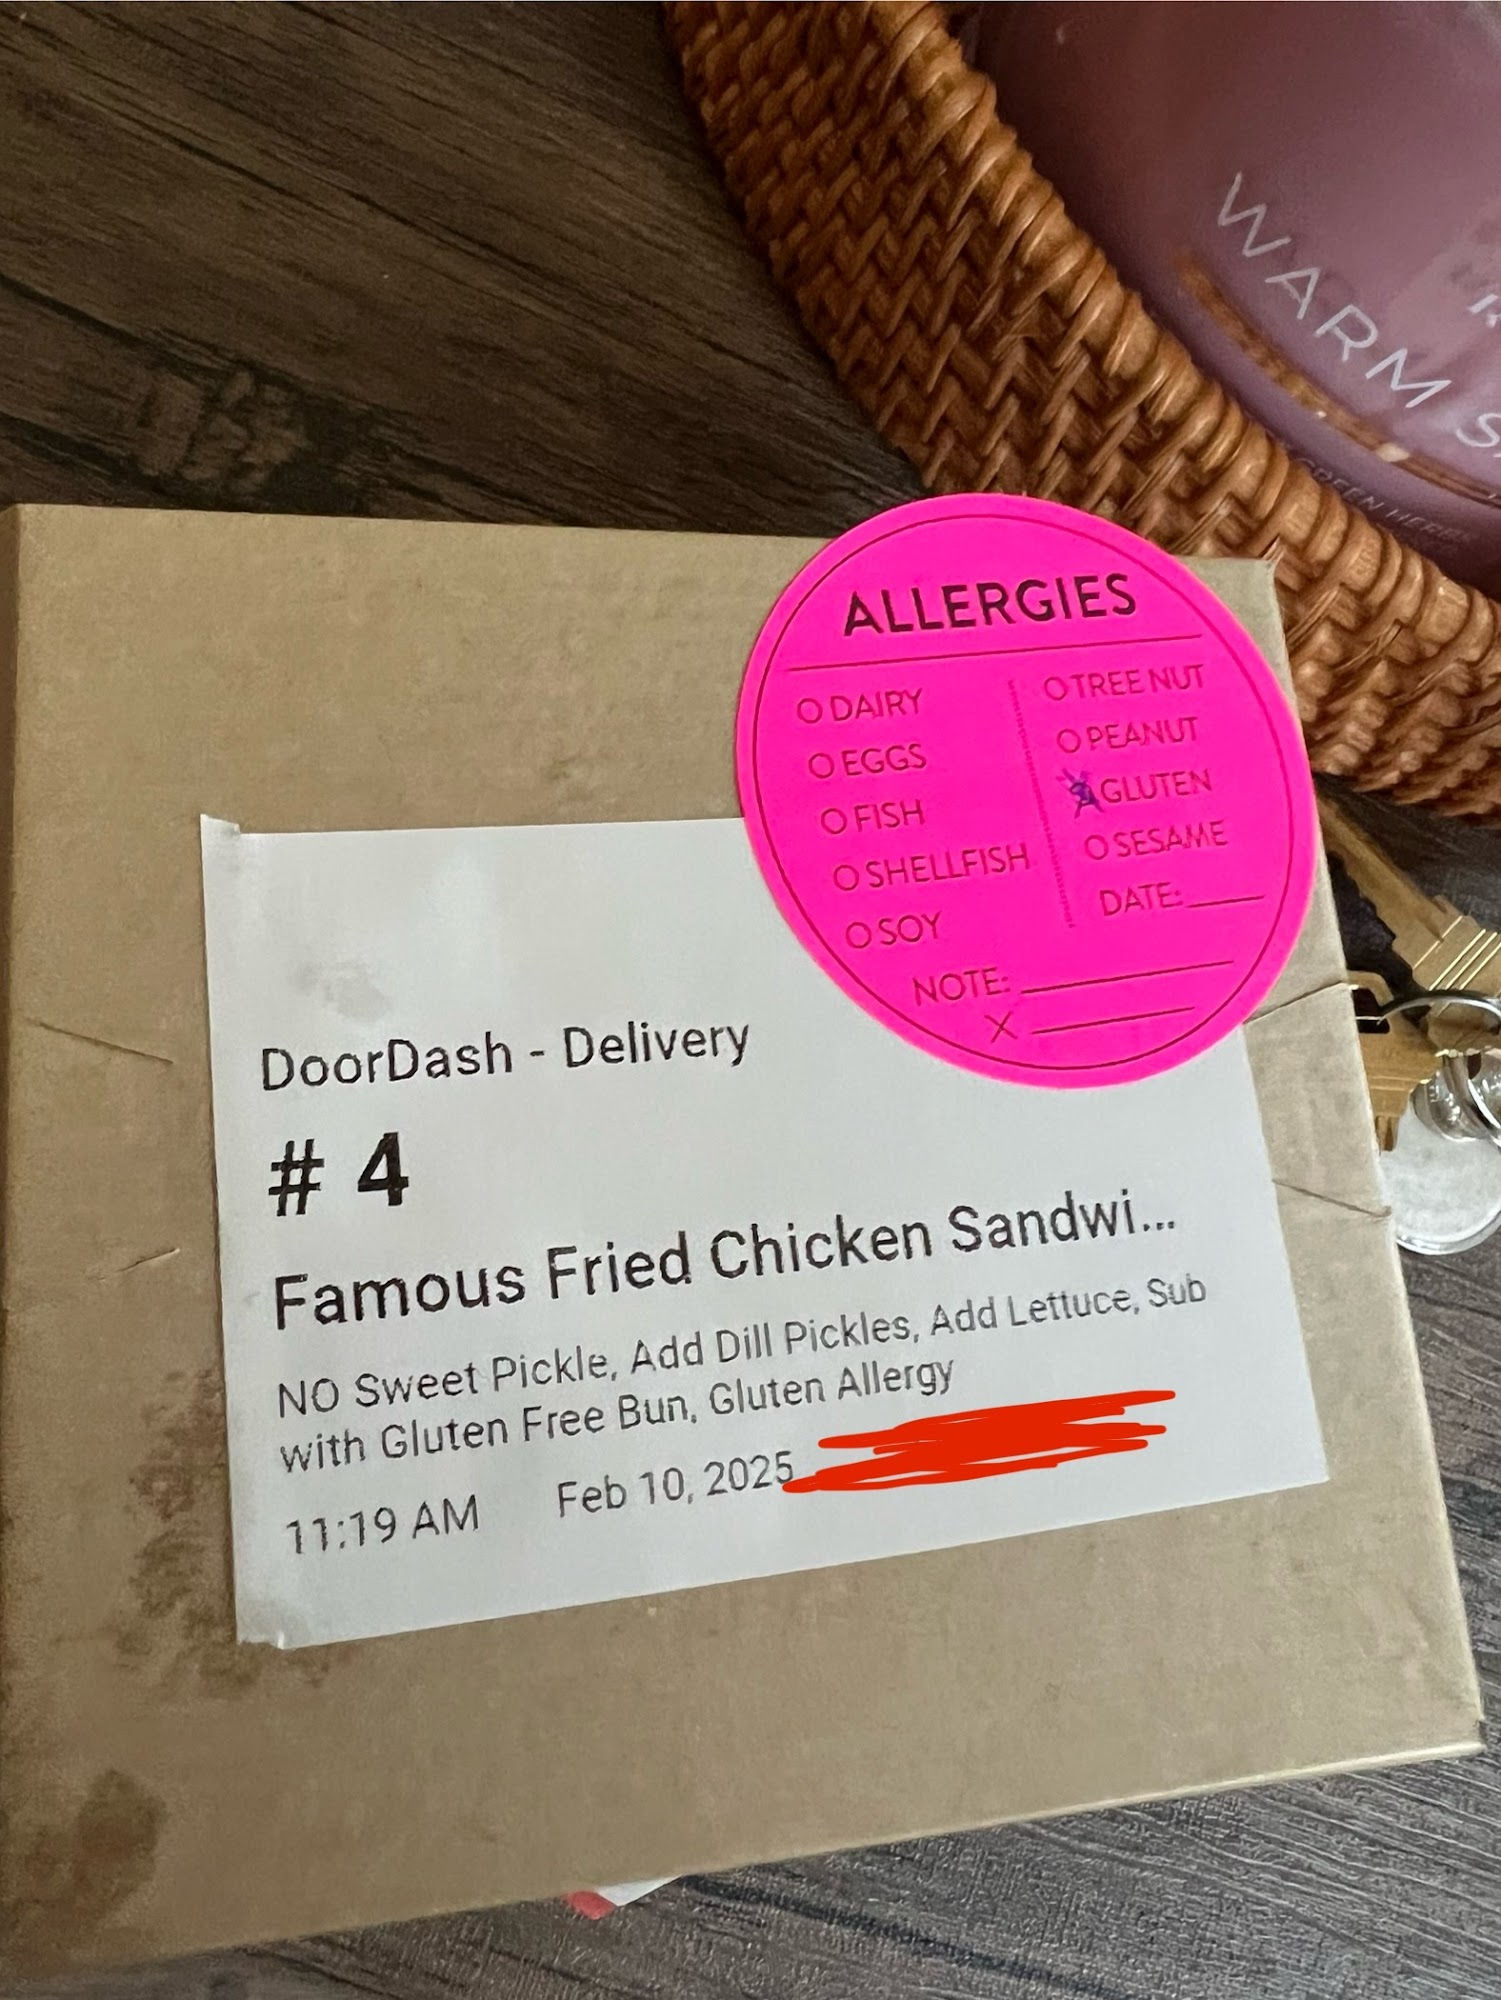 WARM
ALLERGIES
O DAIRY
O EGGS
O FISH
O SHELLFISH
O SOY
O TREE NUT
O PEANUT
GLUTEN
O SESAME
DATE:
NOTE:
X
DoorDash - Delivery
# 4
Famous Fried Chicken Sandwi...
NO Sweet Pickle, Add Dill Pickles, Add Lettuce, Sub
with Gluten Free Bun, Gluten Allergy
11:19 AM Feb 10, 2025